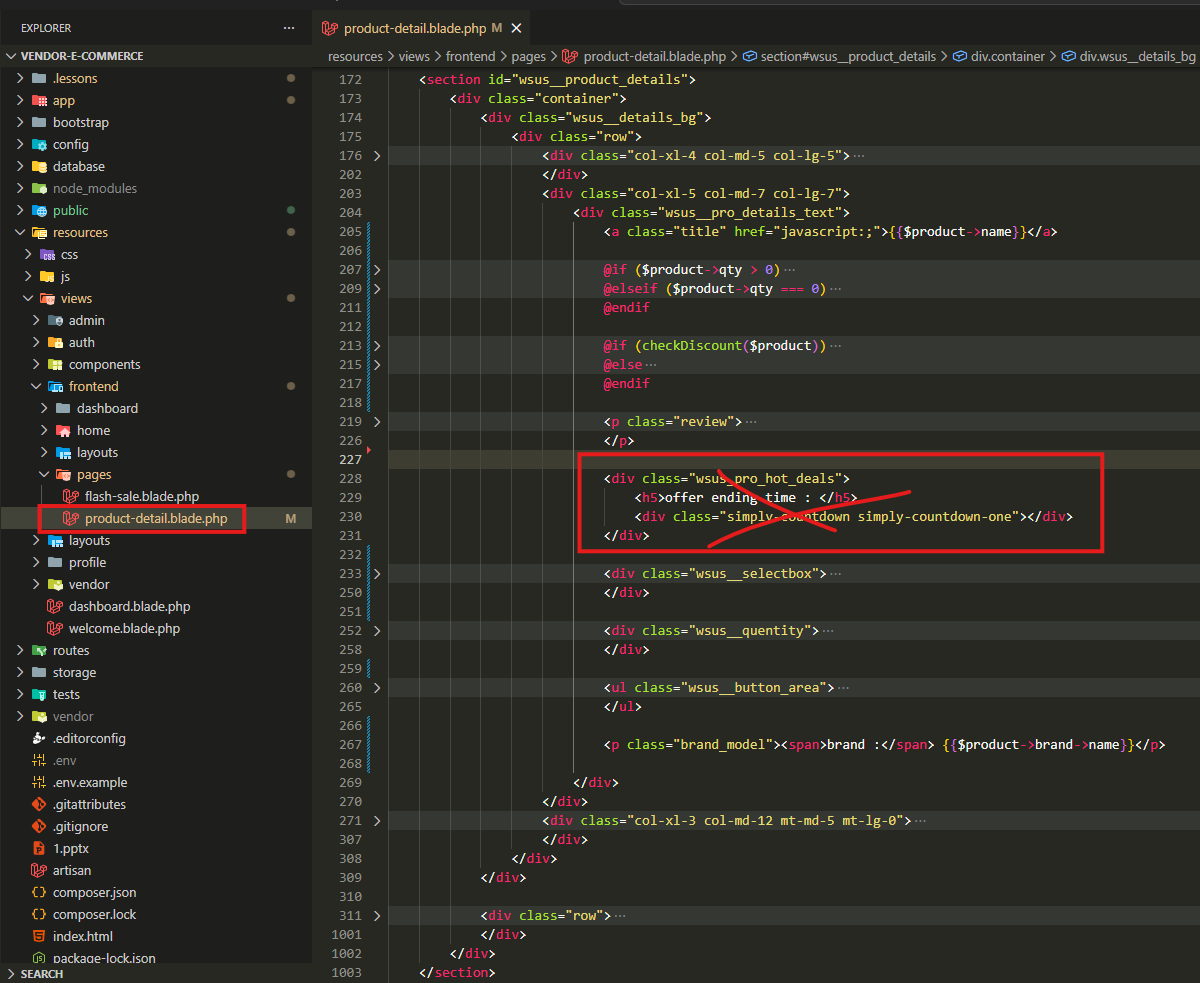 EXPLORER
VENDOR-E-COMMERCE
.lessons
app
bootstrap
config
database
node_modules
public
resources
css
js
views
admin
auth
components
frontend
dashboard
home
layouts
pages
flash-sale.blade.php
product-detail.blade.php M
layouts
profile
vendor
dashboard.blade.php
welcome.blade.php
routes
storage
tests
vendor
.editorconfig
.env
.env.example
.gitattributes
.gitignore
1.pptx
artisan
composer.json
composer.lock
index.html
package-lock.json
SEARCH
product-detail.blade.php M
resources > views > frontend > pages > product-detail.blade.php > section#wsus__product_details > div.container > div.wsus__details_bg
172 <section id="wsus__product_details">
173 <div class="container">
174 <div class="wsus__details_bg">
175 <div class="row">
176 <div class="col-xl-4 col-md-5 col-lg-5">…
202 </div>
203 <div class="col-xl-5 col-md-7 col-lg-7">
204 <div class="wsus__pro_details_text">
205 <a class="title" href="javascript:;">{{$product->name}}</a>
206
207 @if ($product->qty > 0)…
209 @elseif ($product->qty === 0)…
211 @endif
212
213 @if (checkDiscount($product))…
215 @else…
217 @endif
218
219 <p class="review">…
226 </p>
227
228 <div class="wsus_pro_hot_deals">
229 <h5>offer ending time : </h5>
230 <div class="simply-countdown simply-countdown-one"></div>
231 </div>
232
233 <div class="wsus__selectbox">…
250 </div>
251
252 <div class="wsus__quentity">…
258 </div>
259
260 <ul class="wsus__button_area">…
265 </ul>
266
267 <p class="brand_model"><span>brand :</span> {{$product->brand->name}}</p>
268
269 </div>
270 </div>
271 <div class="col-xl-3 col-md-12 mt-md-5 mt-lg-0">…
307 </div>
308 </div>
309 </div>
310
311 <div class="row">…
1001 </div>
1002 </div>
1003 </section>